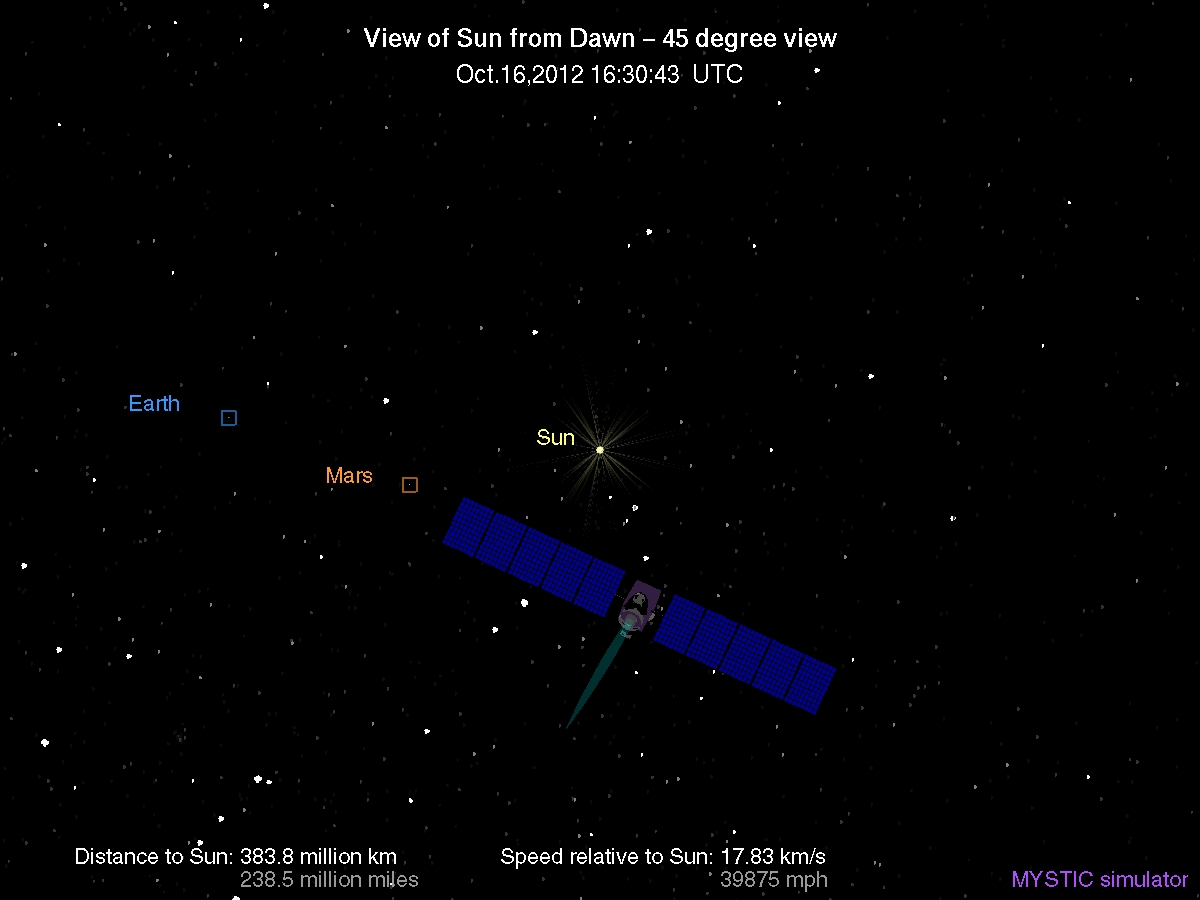 View of Sun from Dawn – 45 degree view
Oct.16,2012 16:30:43 UTC
Earth
Sun
Mars
Distance to Sun: 383.8 million km
238.5 million miles
Speed relative to Sun: 17.83 km/s
39875 mph
MYSTIC simulator